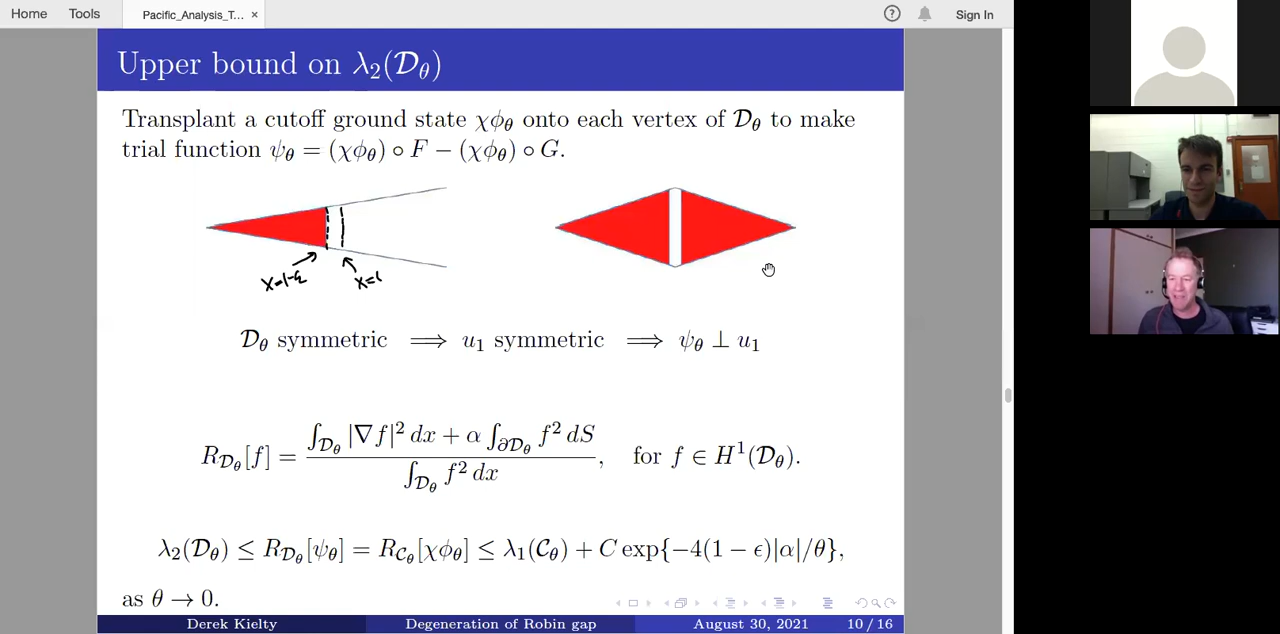 Home Tools Pacific_Analysis_T... × Sign In
Upper bound on λ₂(𝒟_θ)
Transplant a cutoff ground state χϕ_θ onto each vertex of 𝒟_θ to make
trial function ψ_θ = (χϕ_θ) ∘ F − (χϕ_θ) ∘ G.
x=1-ε x=1
𝒟_θ symmetric ⟹ u₁ symmetric ⟹ ψ_θ ⊥ u₁
R_{𝒟_θ}[f] = (∫_{𝒟_θ} |∇f|² dx + α ∫_{∂𝒟_θ} f² dS) / (∫_{𝒟_θ} f² dx), for f ∈ H¹(𝒟_θ).
λ₂(𝒟_θ) ≤ R_{𝒟_θ}[ψ_θ] = R_{𝒞_θ}[χϕ_θ] ≤ λ₁(𝒞_θ) + C exp{−4(1 − ϵ)|α|/θ},
as θ → 0.
Derek Kielty Degeneration of Robin gap August 30, 2021 10 / 16